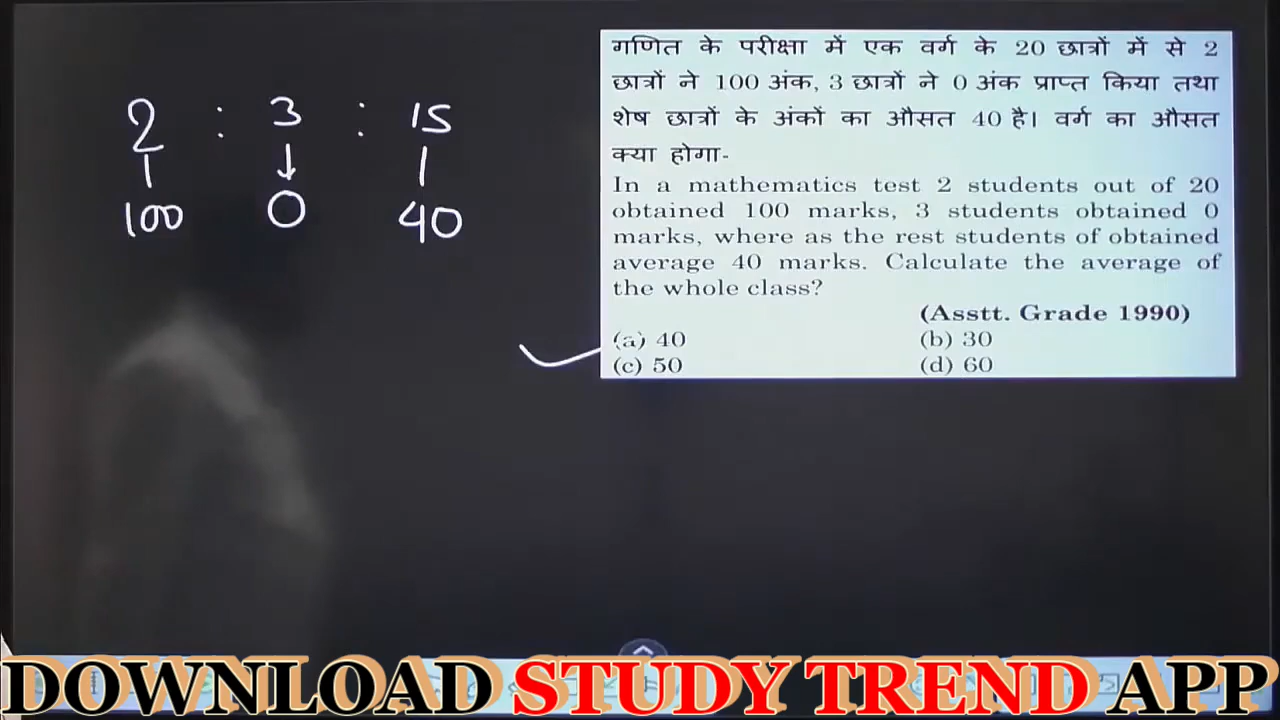 2 : 3 : 15
100 0 40
गणित के परीक्षा में एक वर्ग के 20 छात्रों में से 2
छात्रों ने 100 अंक, 3 छात्रों ने 0 अंक प्राप्त किया तथा
शेष छात्रों के अंकों का औसत 40 है। वर्ग का औसत
क्या होगा-
In a mathematics test 2 students out of 20
obtained 100 marks, 3 students obtained 0
marks, where as the rest students of obtained
average 40 marks. Calculate the average of
the whole class?
(Asstt. Grade 1990)
(a) 40 (b) 30
(c) 50 (d) 60
DOWNLOAD STUDY TREND APP